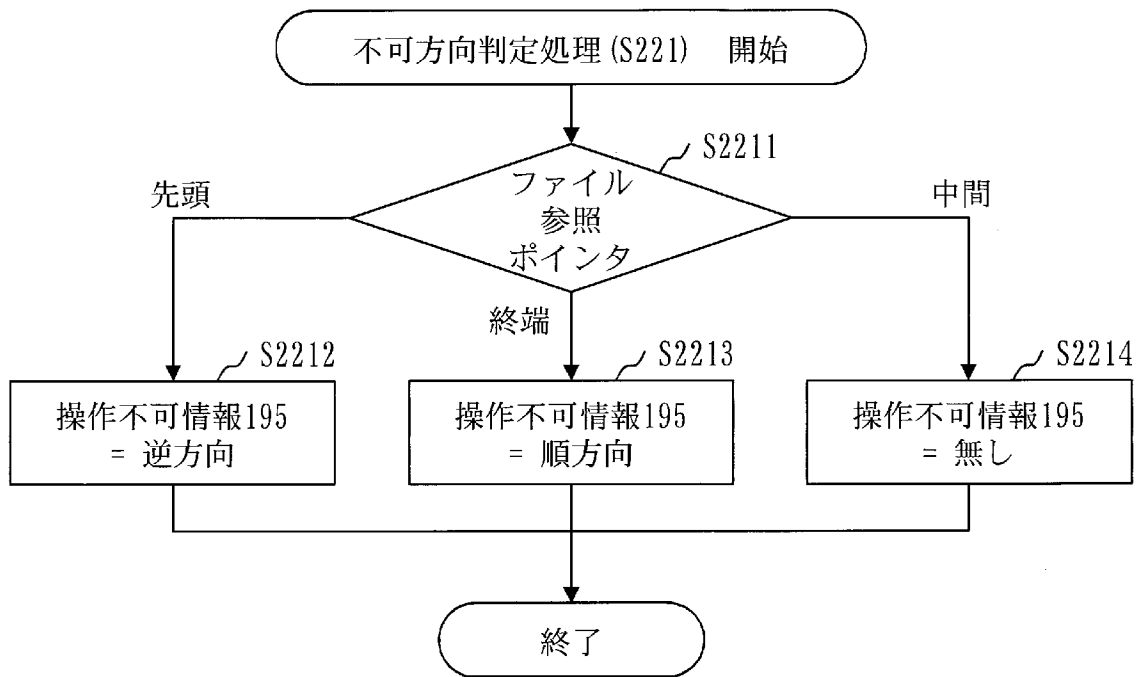 不可方向判定処理(S221) 開始
S2211
ファイル
参照
ポインタ
先頭
中間
終端
S2212
操作不可情報195
= 逆方向
S2213
操作不可情報195
= 順方向
S2214
操作不可情報195
= 無し
終了